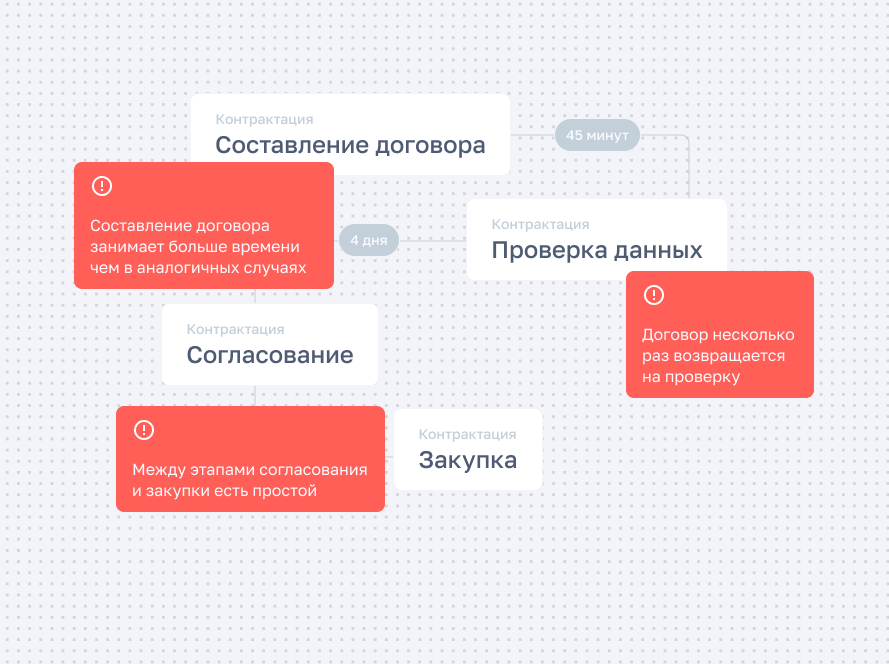 Контрактация
Составление договора
45 минут
Составление договора
занимает больше времени
чем в аналогичных случаях
4 дня
Контрактация
Проверка данных
Договор несколько
раз возвращается
на проверку
Контрактация
Согласование
Между этапами согласования
и закупки есть простой
Контрактация
Закупка